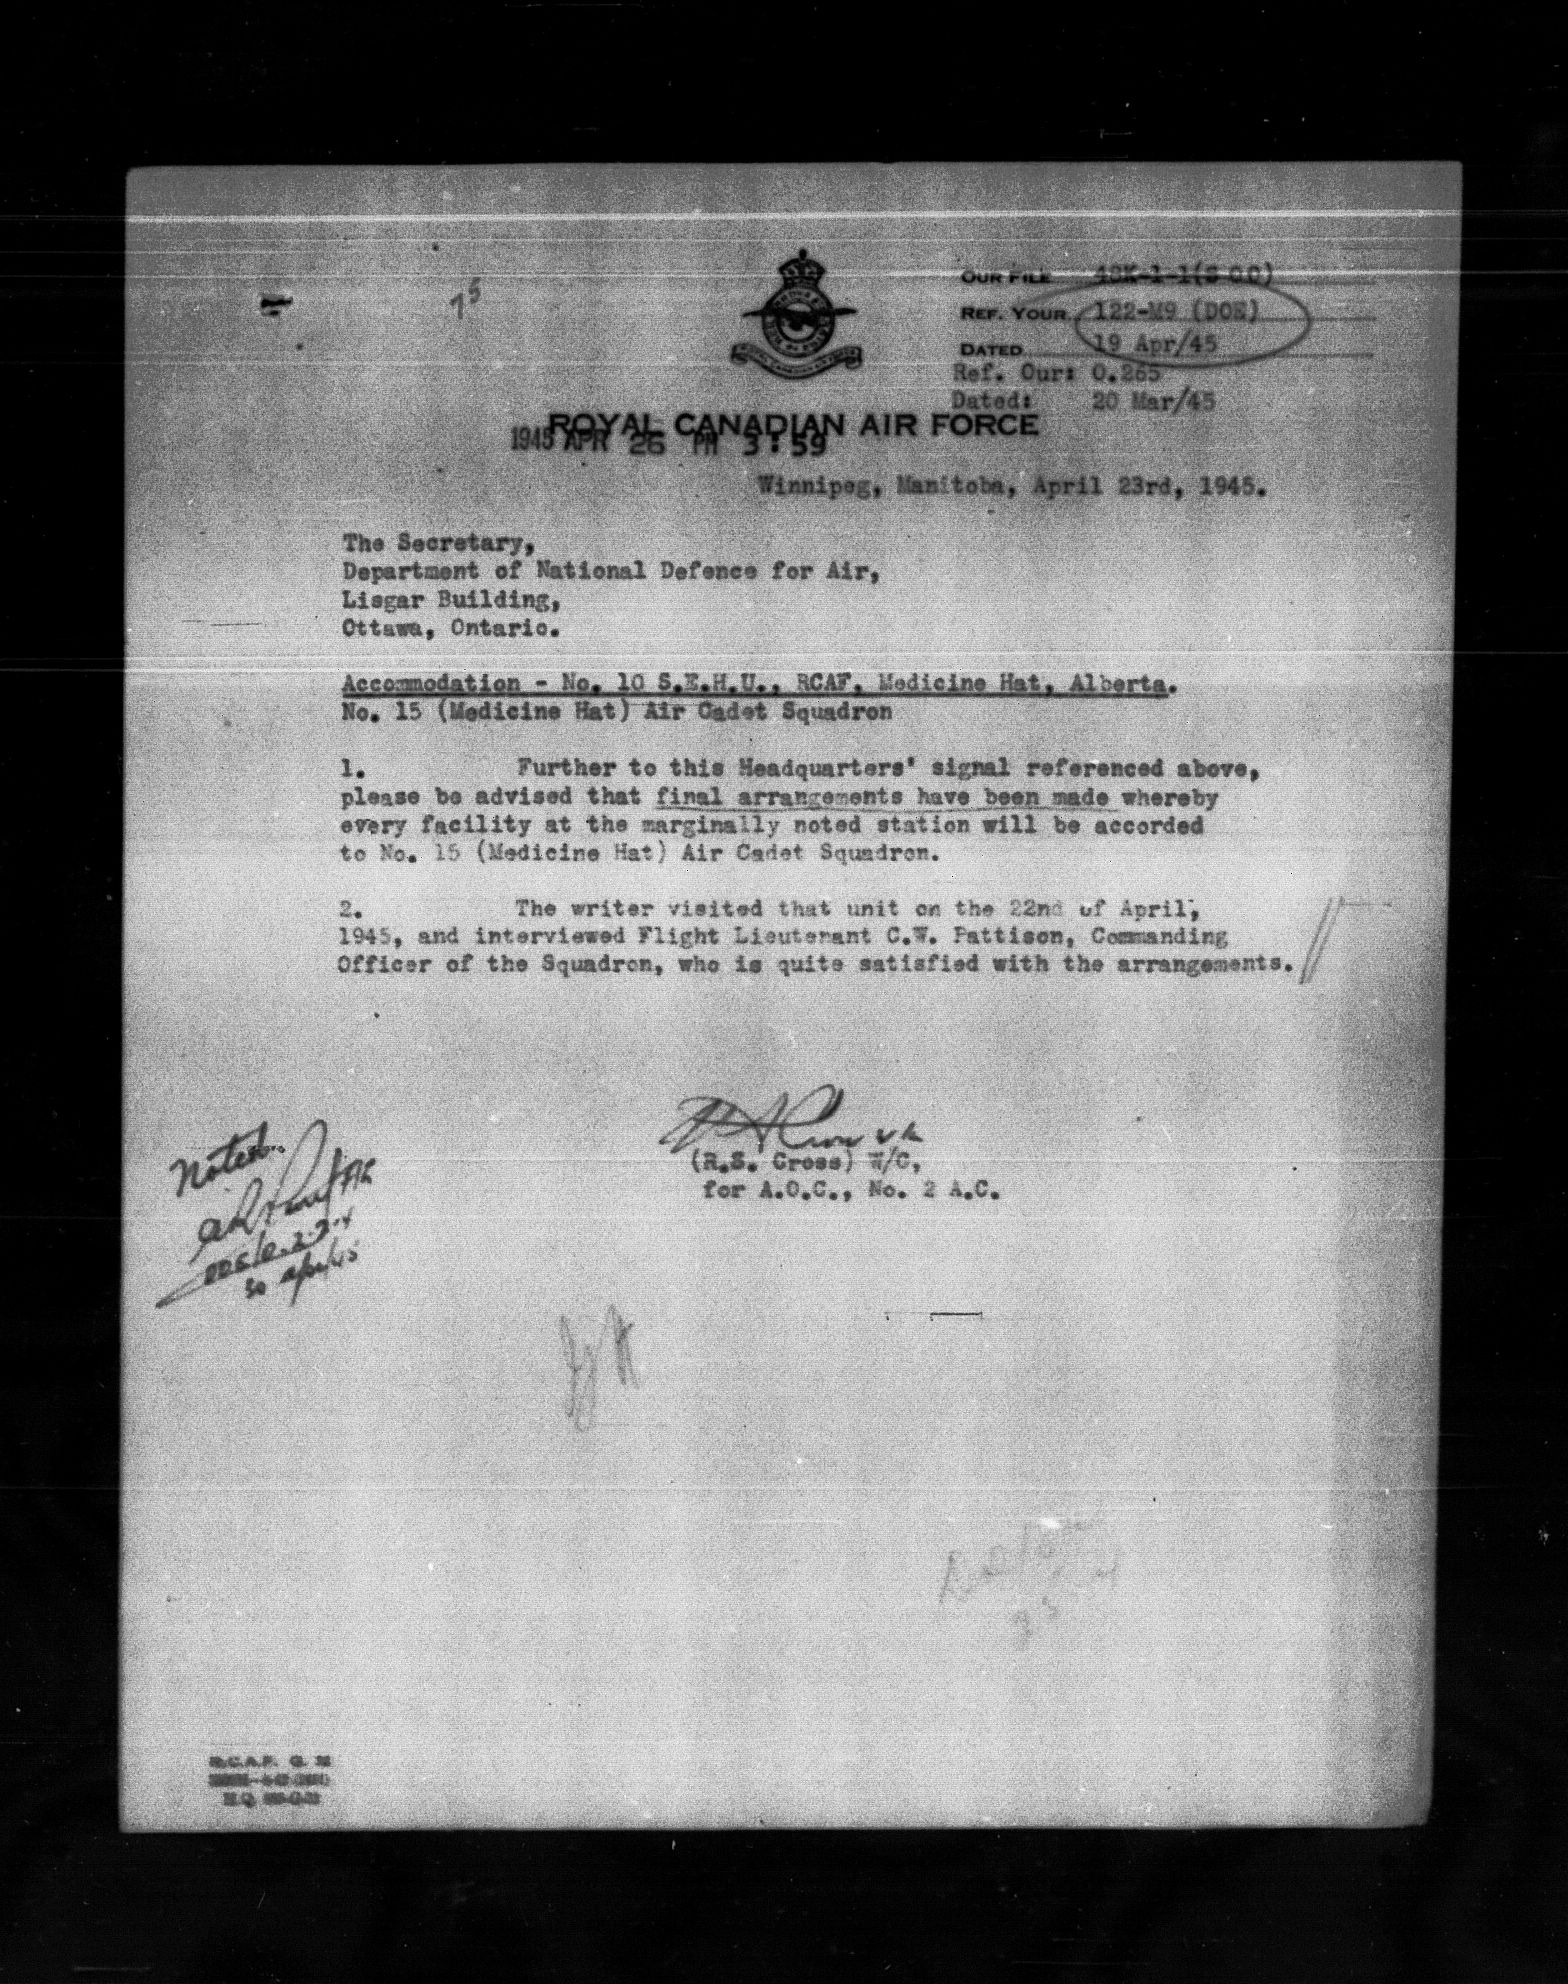 75
OUR FILE 48K-1-1(S O C)
REF. YOUR 122-M9 (DOE)
DATED 19 Apr/45
Ref. Our: O.265
Dated: 20 Mar/45
ROYAL CANADIAN AIR FORCE
1945 APR 26 PM 3:59
Winnipeg, Manitoba, April 23rd, 1945.
The Secretary,
Department of National Defence for Air,
Lisgar Building,
Ottawa, Ontario.
Accommodation - No. 10 S.E.H.U., RCAF, Medicine Hat, Alberta.
No. 15 (Medicine Hat) Air Cadet Squadron
1. Further to this Headquarters' signal referenced above,
please be advised that final arrangements have been made whereby
every facility at the marginally noted station will be accorded
to No. 15 (Medicine Hat) Air Cadet Squadron.
2. The writer visited that unit on the 22nd of April,
1945, and interviewed Flight Lieutenant C.W. Pattison, Commanding
Officer of the Squadron, who is quite satisfied with the arrangements.
(R.S. Cross) W/C,
for A.O.C., No. 2 A.C.
Noted.
30 Apr/45
R.C.A.F. G. 32
H.Q.